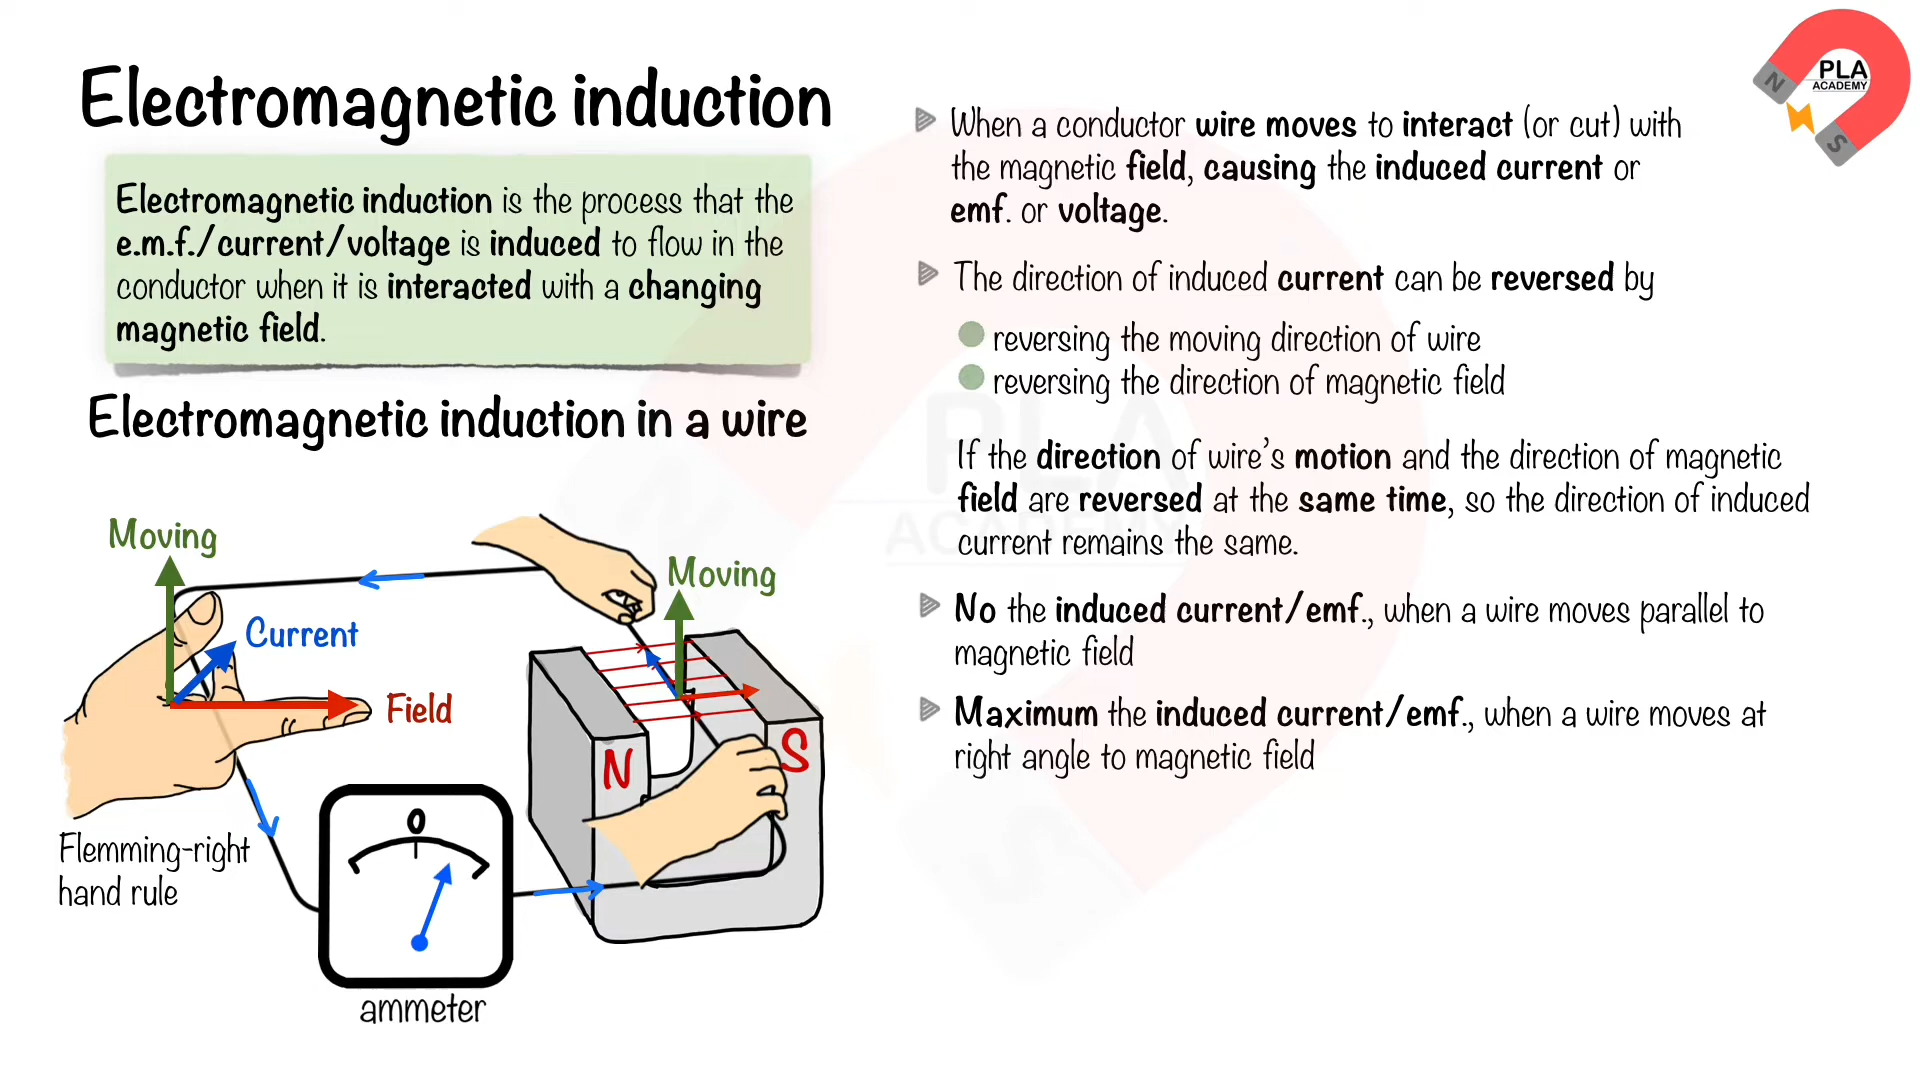 Electromagnetic induction
Electromagnetic induction is the process that the
e.m.f./current/voltage is induced to flow in the
conductor when it is interacted with a changing
magnetic field.
Electromagnetic induction in a wire
Moving
Current
Field
Moving
N
S
Flemming-right
hand rule
0
ammeter
When a conductor wire moves to interact (or cut) with
the magnetic field, causing the induced current or
emf. or voltage.
The direction of induced current can be reversed by
reversing the moving direction of wire
reversing the direction of magnetic field
If the direction of wire's motion and the direction of magnetic
field are reversed at the same time, so the direction of induced
current remains the same.
No the induced current/emf., when a wire moves parallel to
magnetic field
Maximum the induced current/emf., when a wire moves at
right angle to magnetic field
N
PLA
ACADEMY
S
N
PLA
ACADEMY
S